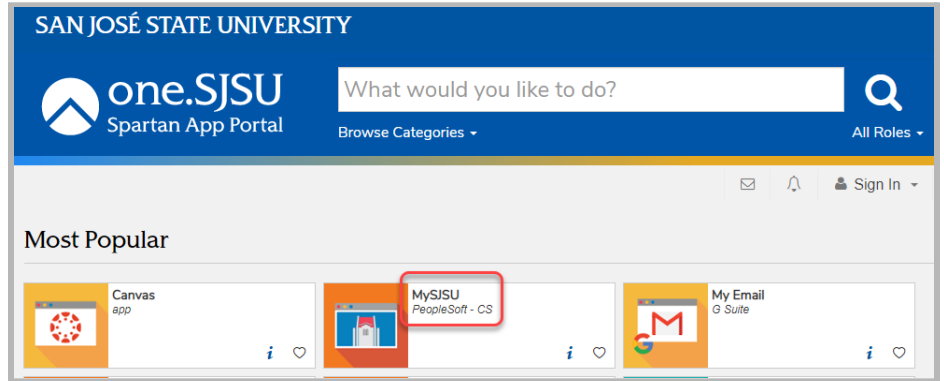 SAN JOSÉ STATE UNIVERSITY
one.SJSU
Spartan App Portal
What would you like to do?
Browse Categories
All Roles
Sign In
Most Popular
Canvas
app
i
MySJSU
PeopleSoft - CS
i
My Email
G Suite
i